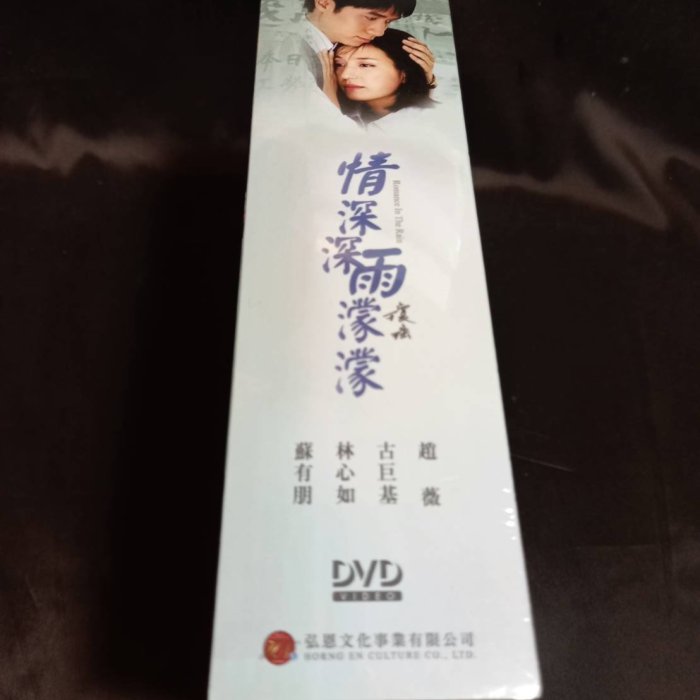 情深深雨濛濛
Romance In The Rain
瓊瑤
趙薇
古巨基
林心如
蘇有朋
DVD
VIDEO
弘恩文化事業有限公司
HORNG EN CULTURE CO., LTD.